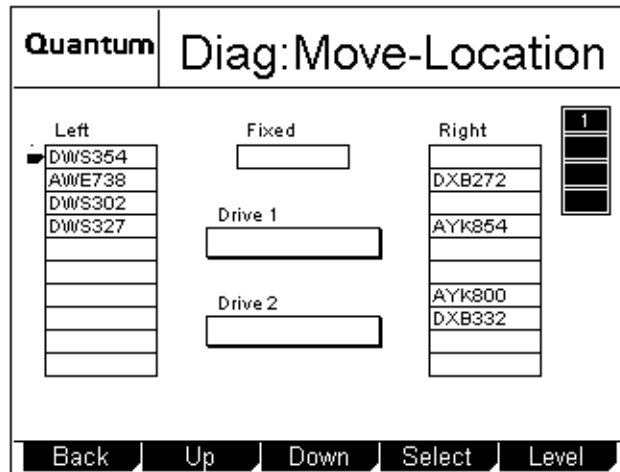 Quantum
Diag:Move-Location
Left
Fixed
Right
1
DWS354
AWE738
DXB272
DWS302
Drive 1
DWS327
AYK854
Drive 2
AYK800
DXB332
Back Up Down Select Level